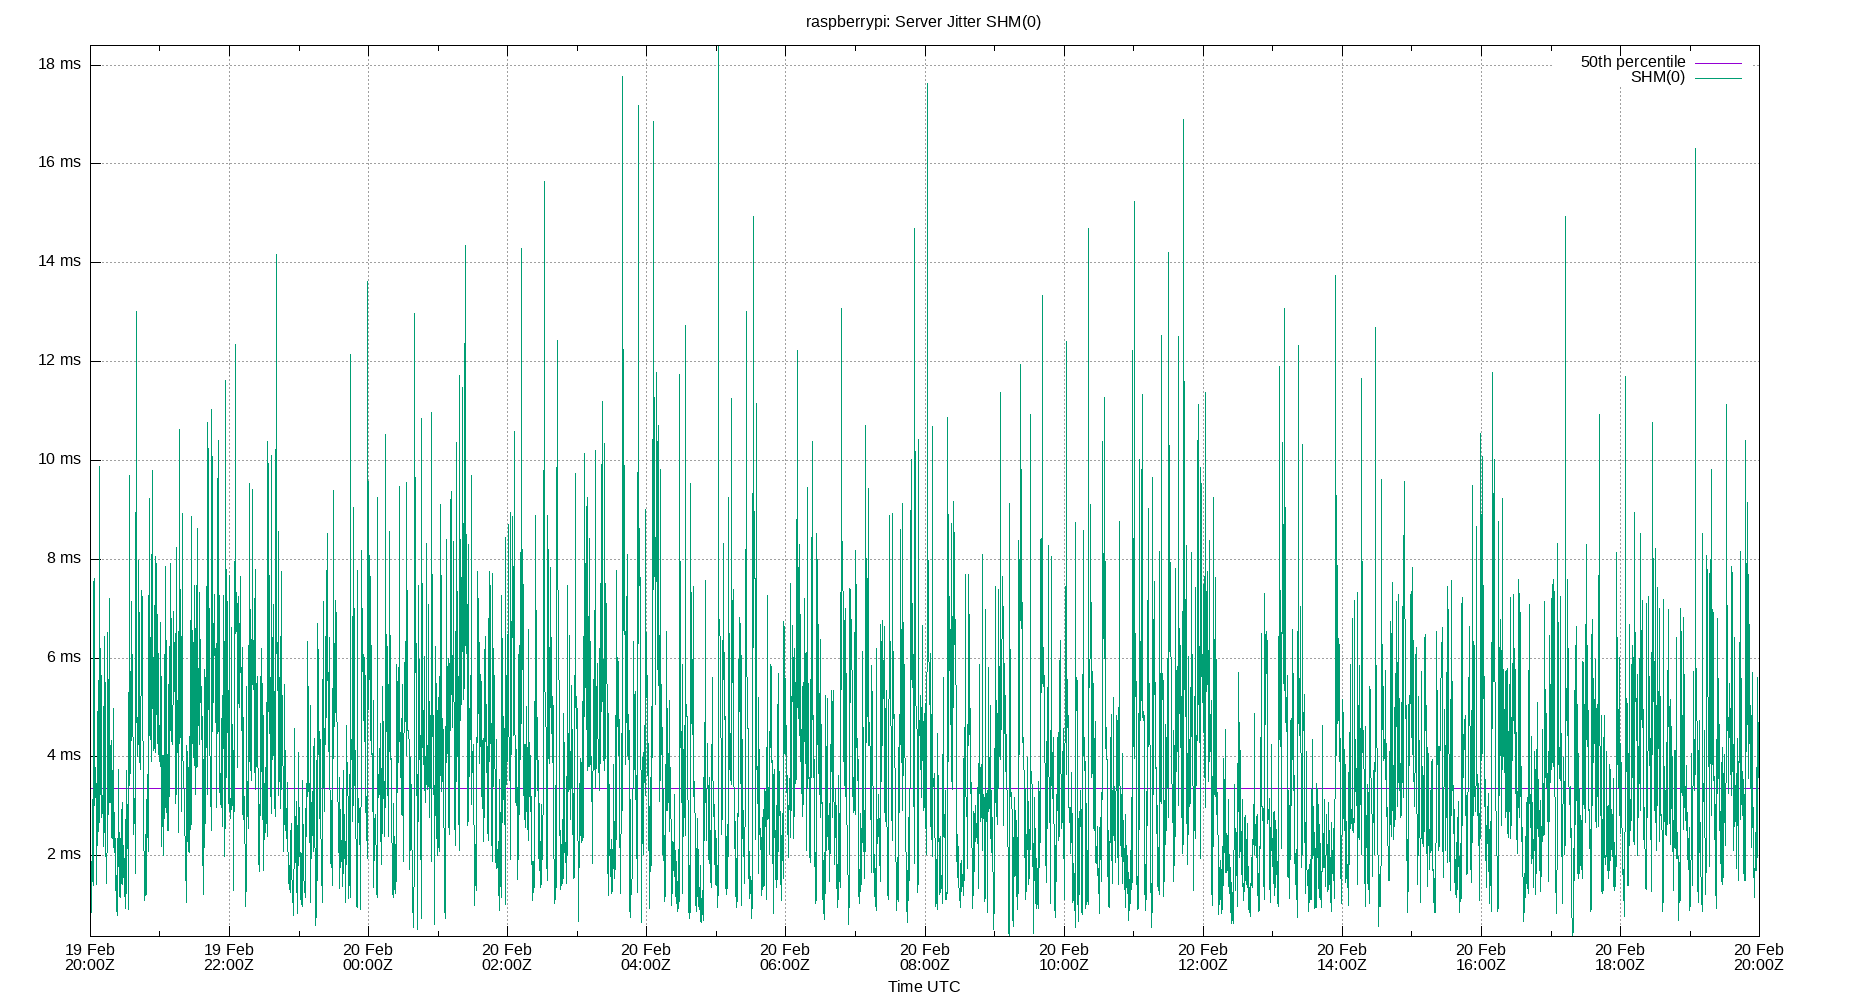 raspberrypi: Server Jitter SHM(0)
18 ms
16 ms
14 ms
12 ms
10 ms
8 ms
6 ms
4 ms
2 ms
50th percentile
SHM(0)
19 Feb
20:00Z
19 Feb
22:00Z
20 Feb
00:00Z
20 Feb
02:00Z
20 Feb
04:00Z
20 Feb
06:00Z
20 Feb
08:00Z
20 Feb
10:00Z
20 Feb
12:00Z
20 Feb
14:00Z
20 Feb
16:00Z
20 Feb
18:00Z
20 Feb
20:00Z
Time UTC